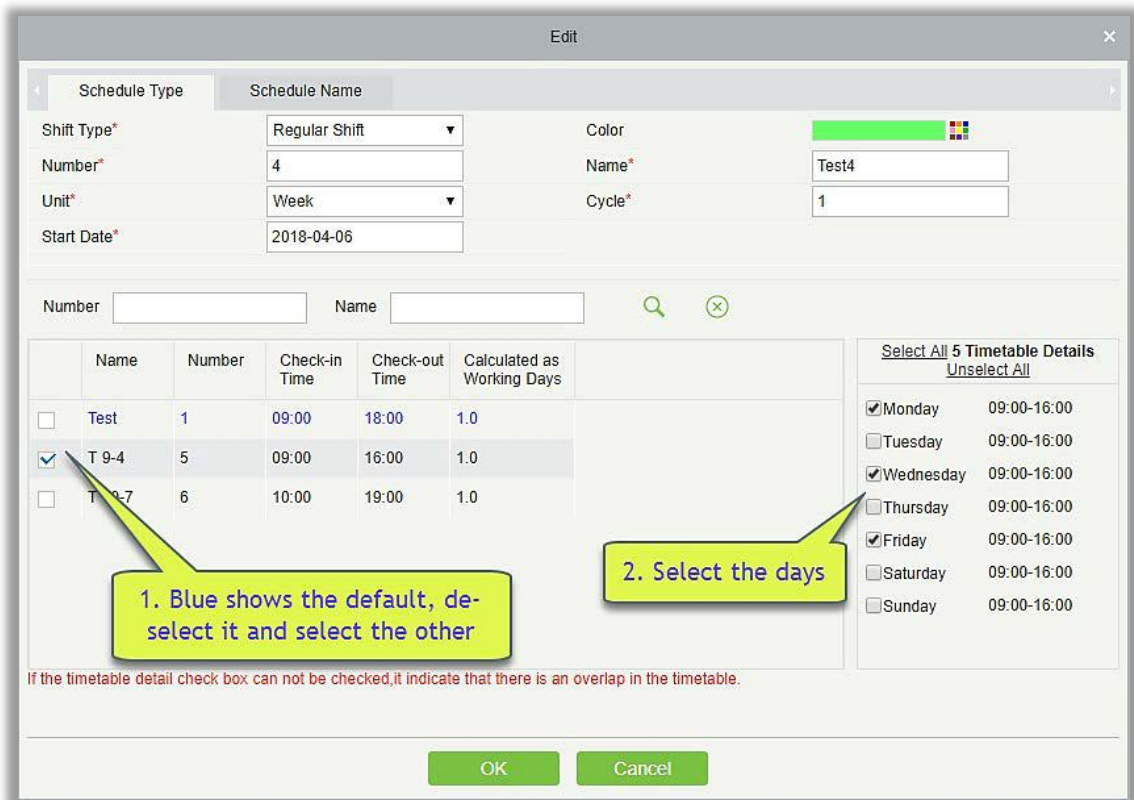 Edit
Schedule Type Schedule Name
Shift Type* Regular Shift Color
Number* 4 Name* Test4
Unit* Week Cycle* 1
Start Date* 2018-04-06
Number Name
Name Number Check-in Time Check-out Time Calculated as Working Days
Test 1 09:00 18:00 1.0
T 9-4 5 09:00 16:00 1.0
6 10:00 19:00 1.0
Select All 5 Timetable Details
Unselect All
Monday 09:00-16:00
Tuesday 09:00-16:00
Wednesday 09:00-16:00
Thursday 09:00-16:00
Friday 09:00-16:00
Saturday 09:00-16:00
Sunday 09:00-16:00
1. Blue shows the default, de-
select it and select the other
2. Select the days
If the timetable detail check box can not be checked,it indicate that there is an overlap in the timetable.
OK Cancel